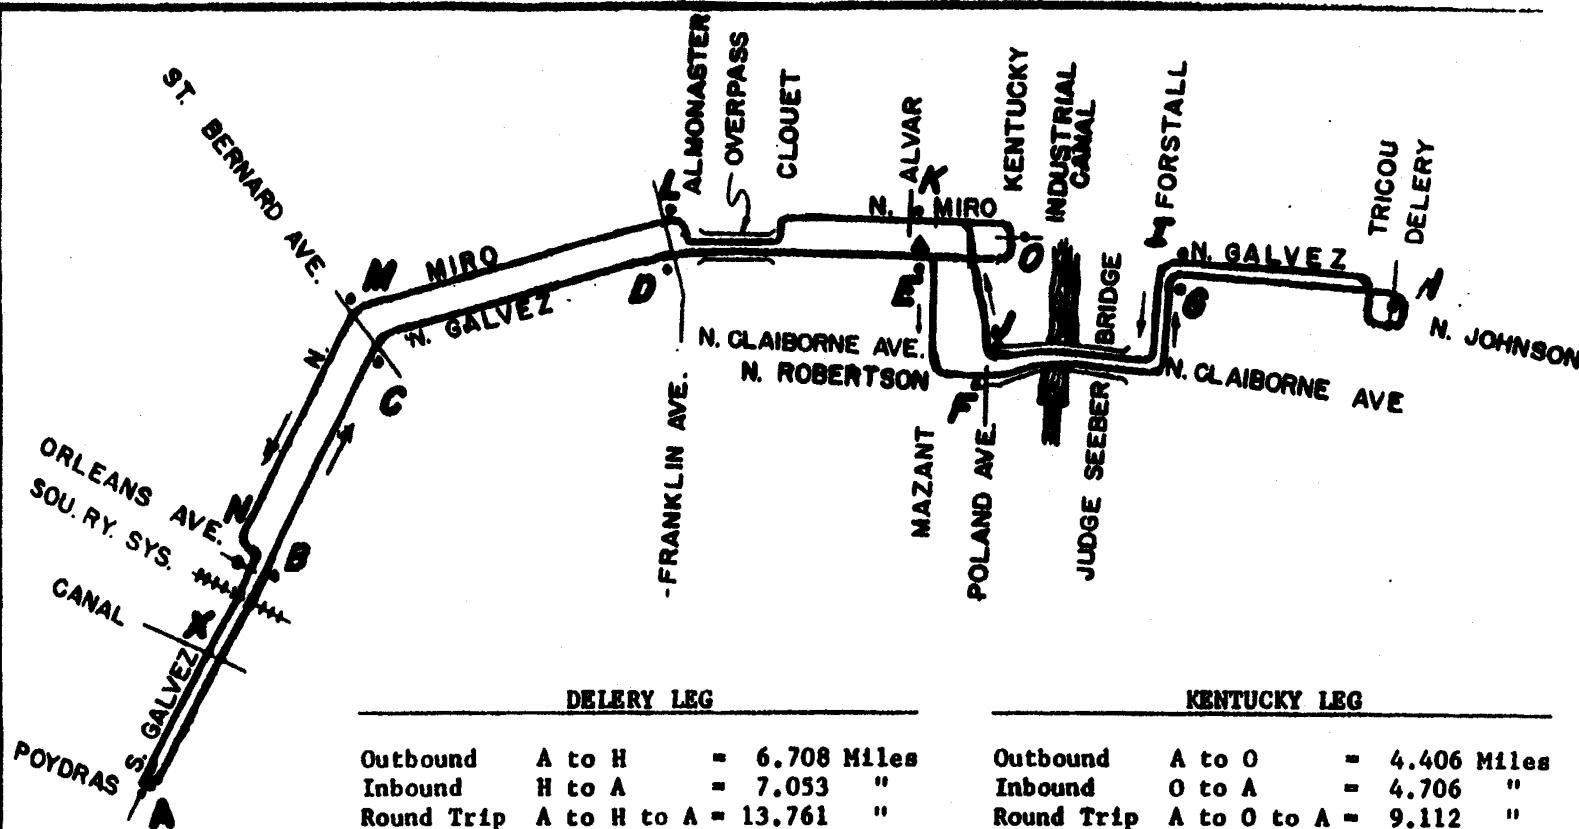 ST. BERNARD AVE.
ALMONASTER
OVERPASS
CLOUET
ALVAR
KENTUCKY
INDUSTRIAL CANAL
FORSTALL
TRICOU
DELERY
L
K
N. MIRO
O
H
N. GALVEZ
G
N. JOHNSON
M
MIRO
N.
D
N. GALVEZ
C
E
J
BRIDGE
N. CLAIBORNE AVE.
N. ROBERTSON
F
N. CLAIBORNE AVE
FRANKLIN AVE.
MAZANT
POLAND AVE.
JUDGE SEEBER
ORLEANS AVE.
SOU. RY. SYS.
N
B
CANAL
X
S. GALVEZ
POYDRAS
A
DELERY LEG
Outbound A to H = 6.708 Miles
Inbound H to A = 7.053 "
Round Trip A to H to A = 13.761 "
KENTUCKY LEG
Outbound A to O = 4.406 Miles
Inbound O to A = 4.706 "
Round Trip A to O to A = 9.112 "